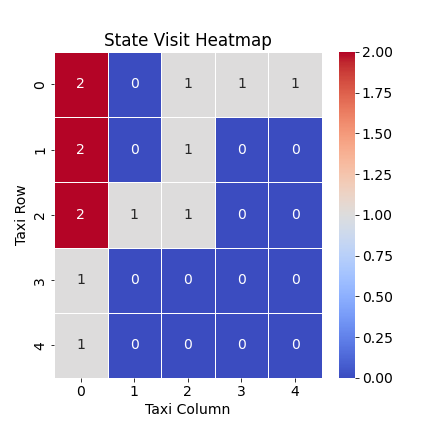 State Visit Heatmap
Taxi Row
0 2 0 1 1 1
1 2 0 1 0 0
2 2 1 1 0 0
3 1 0 0 0 0
4 1 0 0 0 0
0 1 2 3 4
Taxi Column
2.00
1.75
1.50
1.25
1.00
0.75
0.50
0.25
0.00